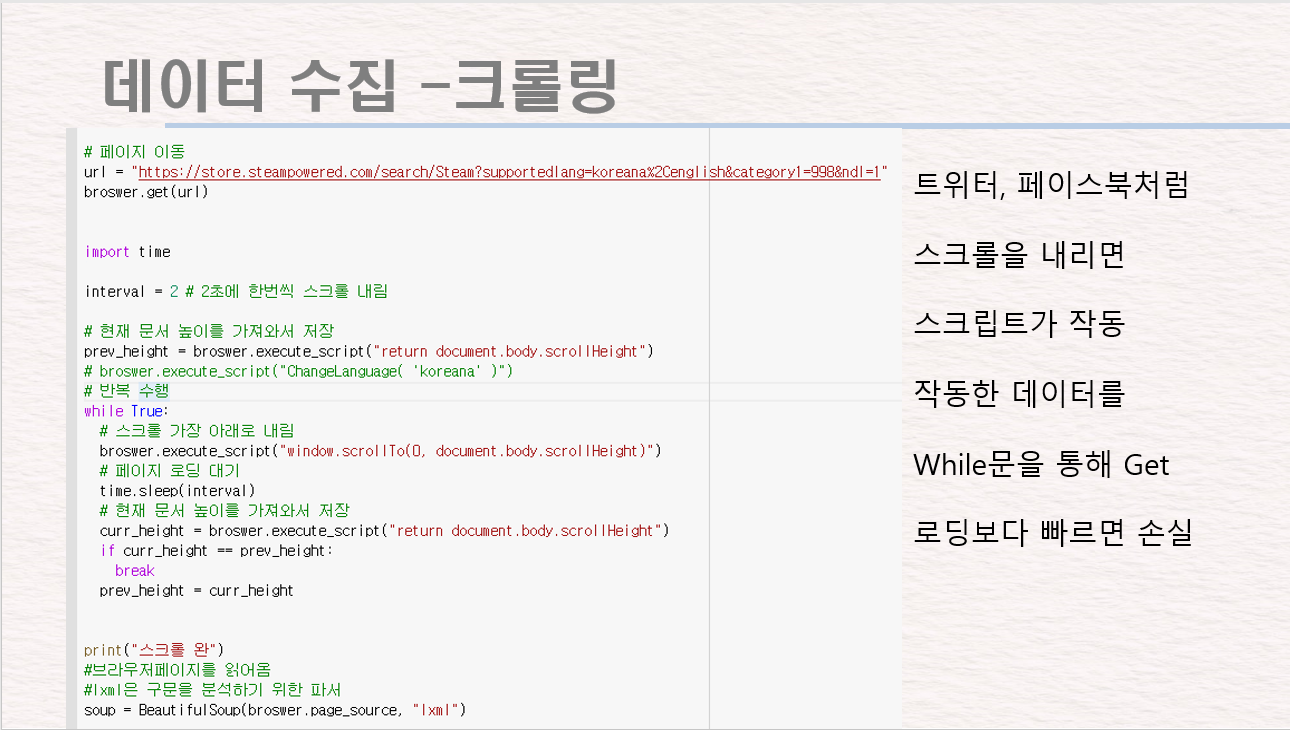 데이터 수집 –크롤링
# 페이지 이동
url = "https://store.steampowered.com/search/Steam?supportedlang=koreana%2Cenglish&category1=998&ndl=1"
broswer.get(url)
import time
interval = 2 # 2초에 한번씩 스크롤 내림
# 현재 문서 높이를 가져와서 저장
prev_height = broswer.execute_script("return document.body.scrollHeight")
# broswer.execute_script("ChangeLanguage( 'koreana' )")
# 반복 수행
while True:
  # 스크롤 가장 아래로 내림
  broswer.execute_script("window.scrollTo(0, document.body.scrollHeight)")
  # 페이지 로딩 대기
  time.sleep(interval)
  # 현재 문서 높이를 가져와서 저장
  curr_height = broswer.execute_script("return document.body.scrollHeight")
  if curr_height == prev_height:
    break
  prev_height = curr_height
print("스크롤 완")
#브라우저페이지를 읽어옴
#lxml은 구문을 분석하기 위한 파서
soup = BeautifulSoup(broswer.page_source, "lxml")
트위터, 페이스북처럼
스크롤을 내리면
스크립트가 작동
작동한 데이터를
While문을 통해 Get
로딩보다 빠르면 손실